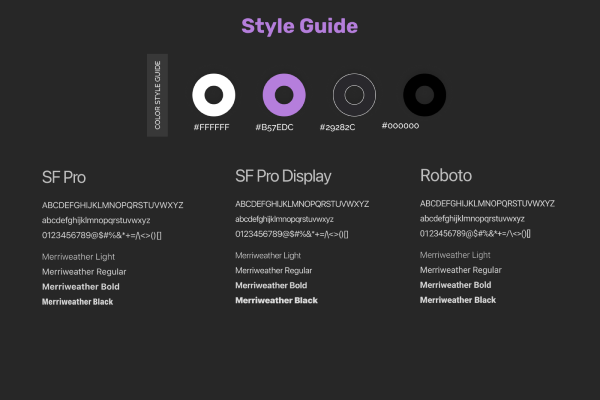 Style Guide
COLOR STYLE GUIDE
#FFFFFF
#B57EDC
#29282C
#000000
SF Pro
ABCDEFGHIJKLMNOPQRSTUVWXYZ
abcdefghijklmnopqrstuvwxyz
0123456789@$#%&*+=/\<>()[]
Merriweather Light
Merriweather Regular
Merriweather Bold
Merriweather Black
SF Pro Display
ABCDEFGHIJKLMNOPQRSTUVWXYZ
abcdefghijklmnopqrstuvwxyz
0123456789@$#%&*+=/\<>()[]
Merriweather Light
Merriweather Regular
Merriweather Bold
Merriweather Black
Roboto
ABCDEFGHIJKLMNOPQRSTUVWXYZ
abcdefghijklmnopqrstuvwxyz
0123456789@$#%&*+=/\<>()[]
Merriweather Light
Merriweather Regular
Merriweather Bold
Merriweather Black